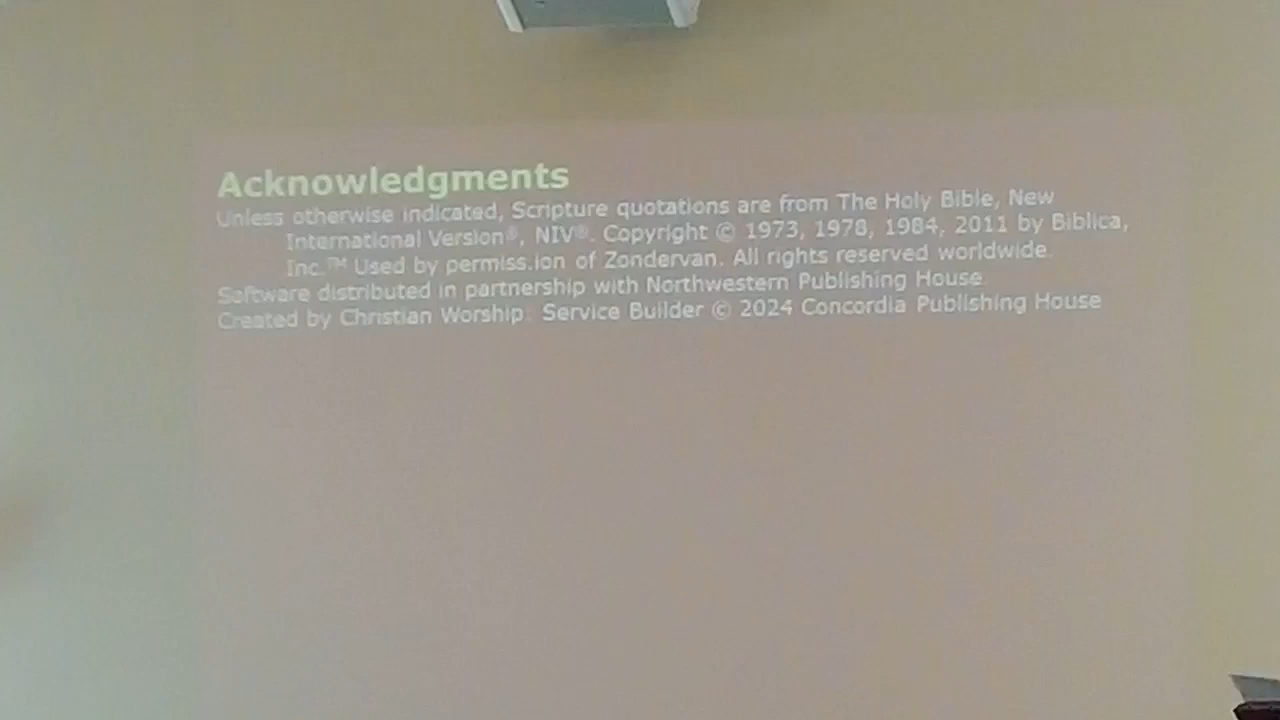 Acknowledgments
Unless otherwise indicated, Scripture quotations are from The Holy Bible, New
International Version®, NIV®. Copyright © 1973, 1978, 1984, 2011 by Biblica,
Inc.™ Used by permiss.ion of Zondervan. All rights reserved worldwide.
Software distributed in partnership with Northwestern Publishing House
Created by Christian Worship: Service Builder © 2024 Concordia Publishing House